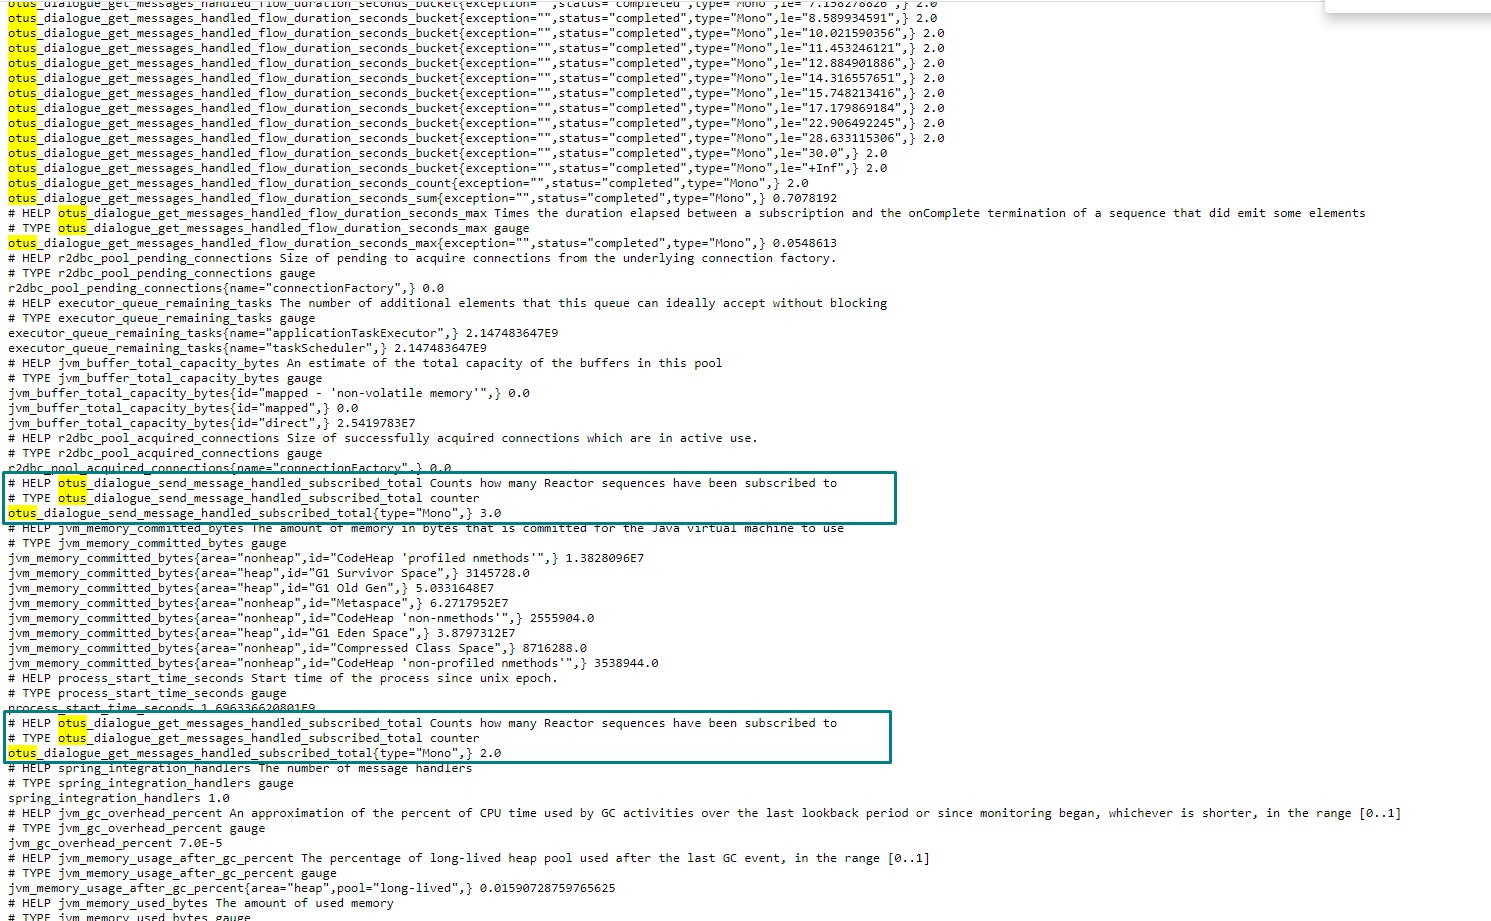 otus_dialogue_get_messages_handled_flow_duration_seconds_bucket{exception="",status="completed",type="Mono",le="7.158278826",} 2.0
otus_dialogue_get_messages_handled_flow_duration_seconds_bucket{exception="",status="completed",type="Mono",le="8.589934591",} 2.0
otus_dialogue_get_messages_handled_flow_duration_seconds_bucket{exception="",status="completed",type="Mono",le="10.021590356",} 2.0
otus_dialogue_get_messages_handled_flow_duration_seconds_bucket{exception="",status="completed",type="Mono",le="11.453246121",} 2.0
otus_dialogue_get_messages_handled_flow_duration_seconds_bucket{exception="",status="completed",type="Mono",le="12.884901886",} 2.0
otus_dialogue_get_messages_handled_flow_duration_seconds_bucket{exception="",status="completed",type="Mono",le="14.316557651",} 2.0
otus_dialogue_get_messages_handled_flow_duration_seconds_bucket{exception="",status="completed",type="Mono",le="15.748213416",} 2.0
otus_dialogue_get_messages_handled_flow_duration_seconds_bucket{exception="",status="completed",type="Mono",le="17.179869184",} 2.0
otus_dialogue_get_messages_handled_flow_duration_seconds_bucket{exception="",status="completed",type="Mono",le="22.906492245",} 2.0
otus_dialogue_get_messages_handled_flow_duration_seconds_bucket{exception="",status="completed",type="Mono",le="28.633115306",} 2.0
otus_dialogue_get_messages_handled_flow_duration_seconds_bucket{exception="",status="completed",type="Mono",le="30.0",} 2.0
otus_dialogue_get_messages_handled_flow_duration_seconds_bucket{exception="",status="completed",type="Mono",le="+Inf",} 2.0
otus_dialogue_get_messages_handled_flow_duration_seconds_count{exception="",status="completed",type="Mono",} 2.0
otus_dialogue_get_messages_handled_flow_duration_seconds_sum{exception="",status="completed",type="Mono",} 0.7078192
# HELP otus_dialogue_get_messages_handled_flow_duration_seconds_max Times the duration elapsed between a subscription and the onComplete termination of a sequence that did emit some elements
# TYPE otus_dialogue_get_messages_handled_flow_duration_seconds_max gauge
otus_dialogue_get_messages_handled_flow_duration_seconds_max{exception="",status="completed",type="Mono",} 0.0548613
# HELP r2dbc_pool_pending_connections Size of pending to acquire connections from the underlying connection factory.
# TYPE r2dbc_pool_pending_connections gauge
r2dbc_pool_pending_connections{name="connectionFactory",} 0.0
# HELP executor_queue_remaining_tasks The number of additional elements that this queue can ideally accept without blocking
# TYPE executor_queue_remaining_tasks gauge
executor_queue_remaining_tasks{name="applicationTaskExecutor",} 2.147483647E9
executor_queue_remaining_tasks{name="taskScheduler",} 2.147483647E9
# HELP jvm_buffer_total_capacity_bytes An estimate of the total capacity of the buffers in this pool
# TYPE jvm_buffer_total_capacity_bytes gauge
jvm_buffer_total_capacity_bytes{id="mapped - 'non-volatile memory'",} 0.0
jvm_buffer_total_capacity_bytes{id="mapped",} 0.0
jvm_buffer_total_capacity_bytes{id="direct",} 2.5419783E7
# HELP r2dbc_pool_acquired_connections Size of successfully acquired connections which are in active use.
# TYPE r2dbc_pool_acquired_connections gauge
r2dbc_pool_acquired_connections{name="connectionFactory",} 0.0
# HELP otus_dialogue_send_message_handled_subscribed_total Counts how many Reactor sequences have been subscribed to
# TYPE otus_dialogue_send_message_handled_subscribed_total counter
otus_dialogue_send_message_handled_subscribed_total{type="Mono",} 3.0
# HELP jvm_memory_committed_bytes The amount of memory in bytes that is committed for the Java virtual machine to use
# TYPE jvm_memory_committed_bytes gauge
jvm_memory_committed_bytes{area="nonheap",id="CodeHeap 'profiled nmethods'",} 1.3828096E7
jvm_memory_committed_bytes{area="heap",id="G1 Survivor Space",} 3145728.0
jvm_memory_committed_bytes{area="heap",id="G1 Old Gen",} 5.0331648E7
jvm_memory_committed_bytes{area="nonheap",id="Metaspace",} 6.2717952E7
jvm_memory_committed_bytes{area="nonheap",id="CodeHeap 'non-nmethods'",} 2555904.0
jvm_memory_committed_bytes{area="heap",id="G1 Eden Space",} 3.8797312E7
jvm_memory_committed_bytes{area="nonheap",id="Compressed Class Space",} 8716288.0
jvm_memory_committed_bytes{area="nonheap",id="CodeHeap 'non-profiled nmethods'",} 3538944.0
# HELP process_start_time_seconds Start time of the process since unix epoch.
# TYPE process_start_time_seconds gauge
process_start_time_seconds 1.696336620801E9
# HELP otus_dialogue_get_messages_handled_subscribed_total Counts how many Reactor sequences have been subscribed to
# TYPE otus_dialogue_get_messages_handled_subscribed_total counter
otus_dialogue_get_messages_handled_subscribed_total{type="Mono",} 2.0
# HELP spring_integration_handlers The number of message handlers
# TYPE spring_integration_handlers gauge
spring_integration_handlers 1.0
# HELP jvm_gc_overhead_percent An approximation of the percent of CPU time used by GC activities over the last lookback period or since monitoring began, whichever is shorter, in the range [0..1]
# TYPE jvm_gc_overhead_percent gauge
jvm_gc_overhead_percent 7.0E-5
# HELP jvm_memory_usage_after_gc_percent The percentage of long-lived heap pool used after the last GC event, in the range [0..1]
# TYPE jvm_memory_usage_after_gc_percent gauge
jvm_memory_usage_after_gc_percent{area="heap",pool="long-lived",} 0.01590728759765625
# HELP jvm_memory_used_bytes The amount of used memory
# TYPE jvm_memory_used_bytes gauge